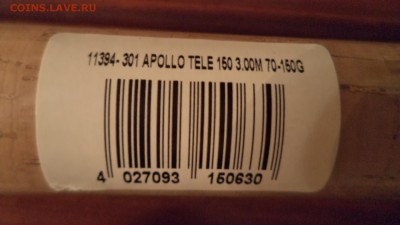 COINS.LAVE.RU
11394- 301 APOLLO TELE 150 3.00M 70-150G
4 027093 150630